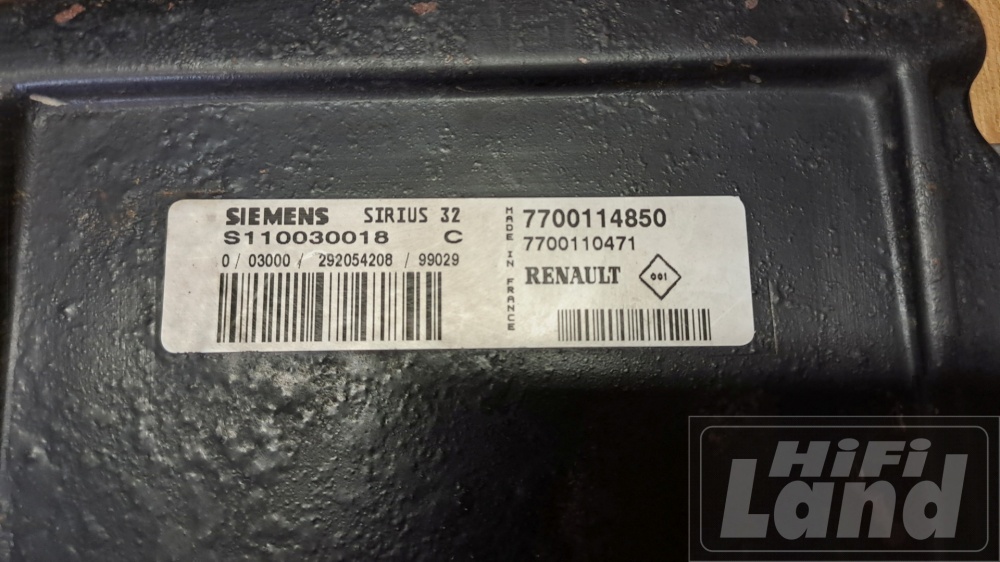 SIEMENS SIRIUS 32
S110030018 C
0/ 03000 / 292054208 / 99029
MADE IN FRANCE
7700114850
7700110471
RENAULT 001
HiFi
Land